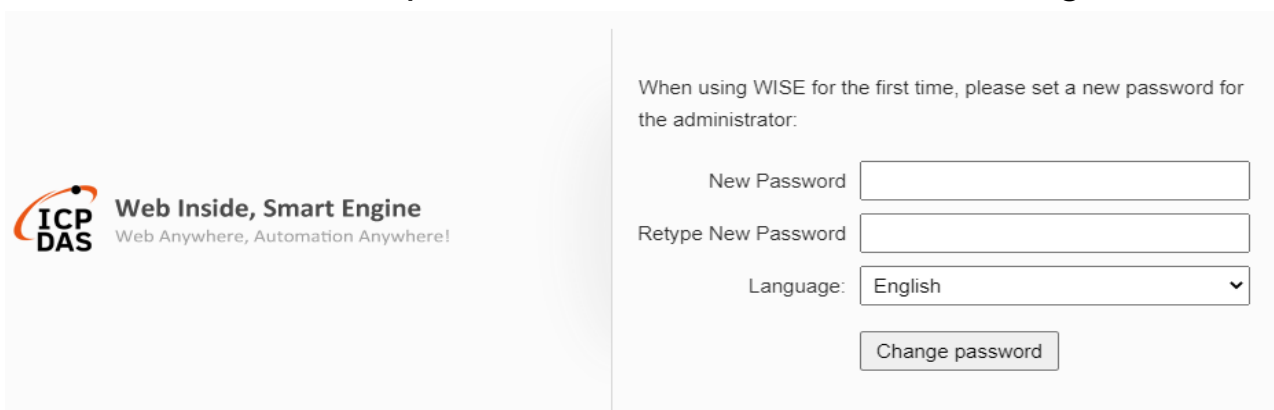 ICP
DAS
Web Inside, Smart Engine
Web Anywhere, Automation Anywhere!
When using WISE for the first time, please set a new password for
the administrator:
New Password
Retype New Password
Language: English
Change password